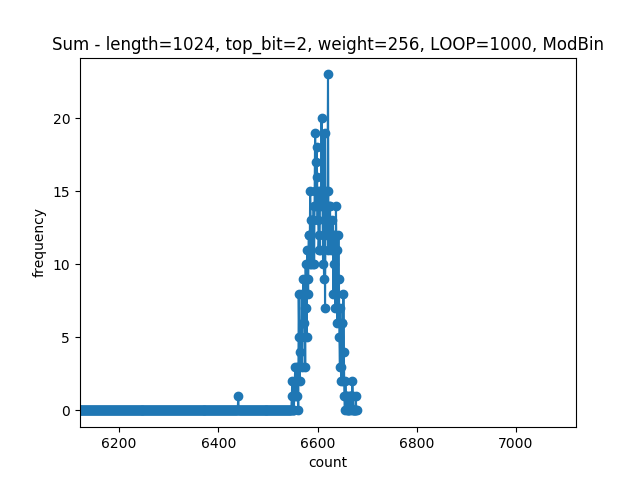 Sum - length=1024, top_bit=2, weight=256, LOOP=1000, ModBin
20
15
10
5
0
frequency
6200 6400 6600 6800 7000
count